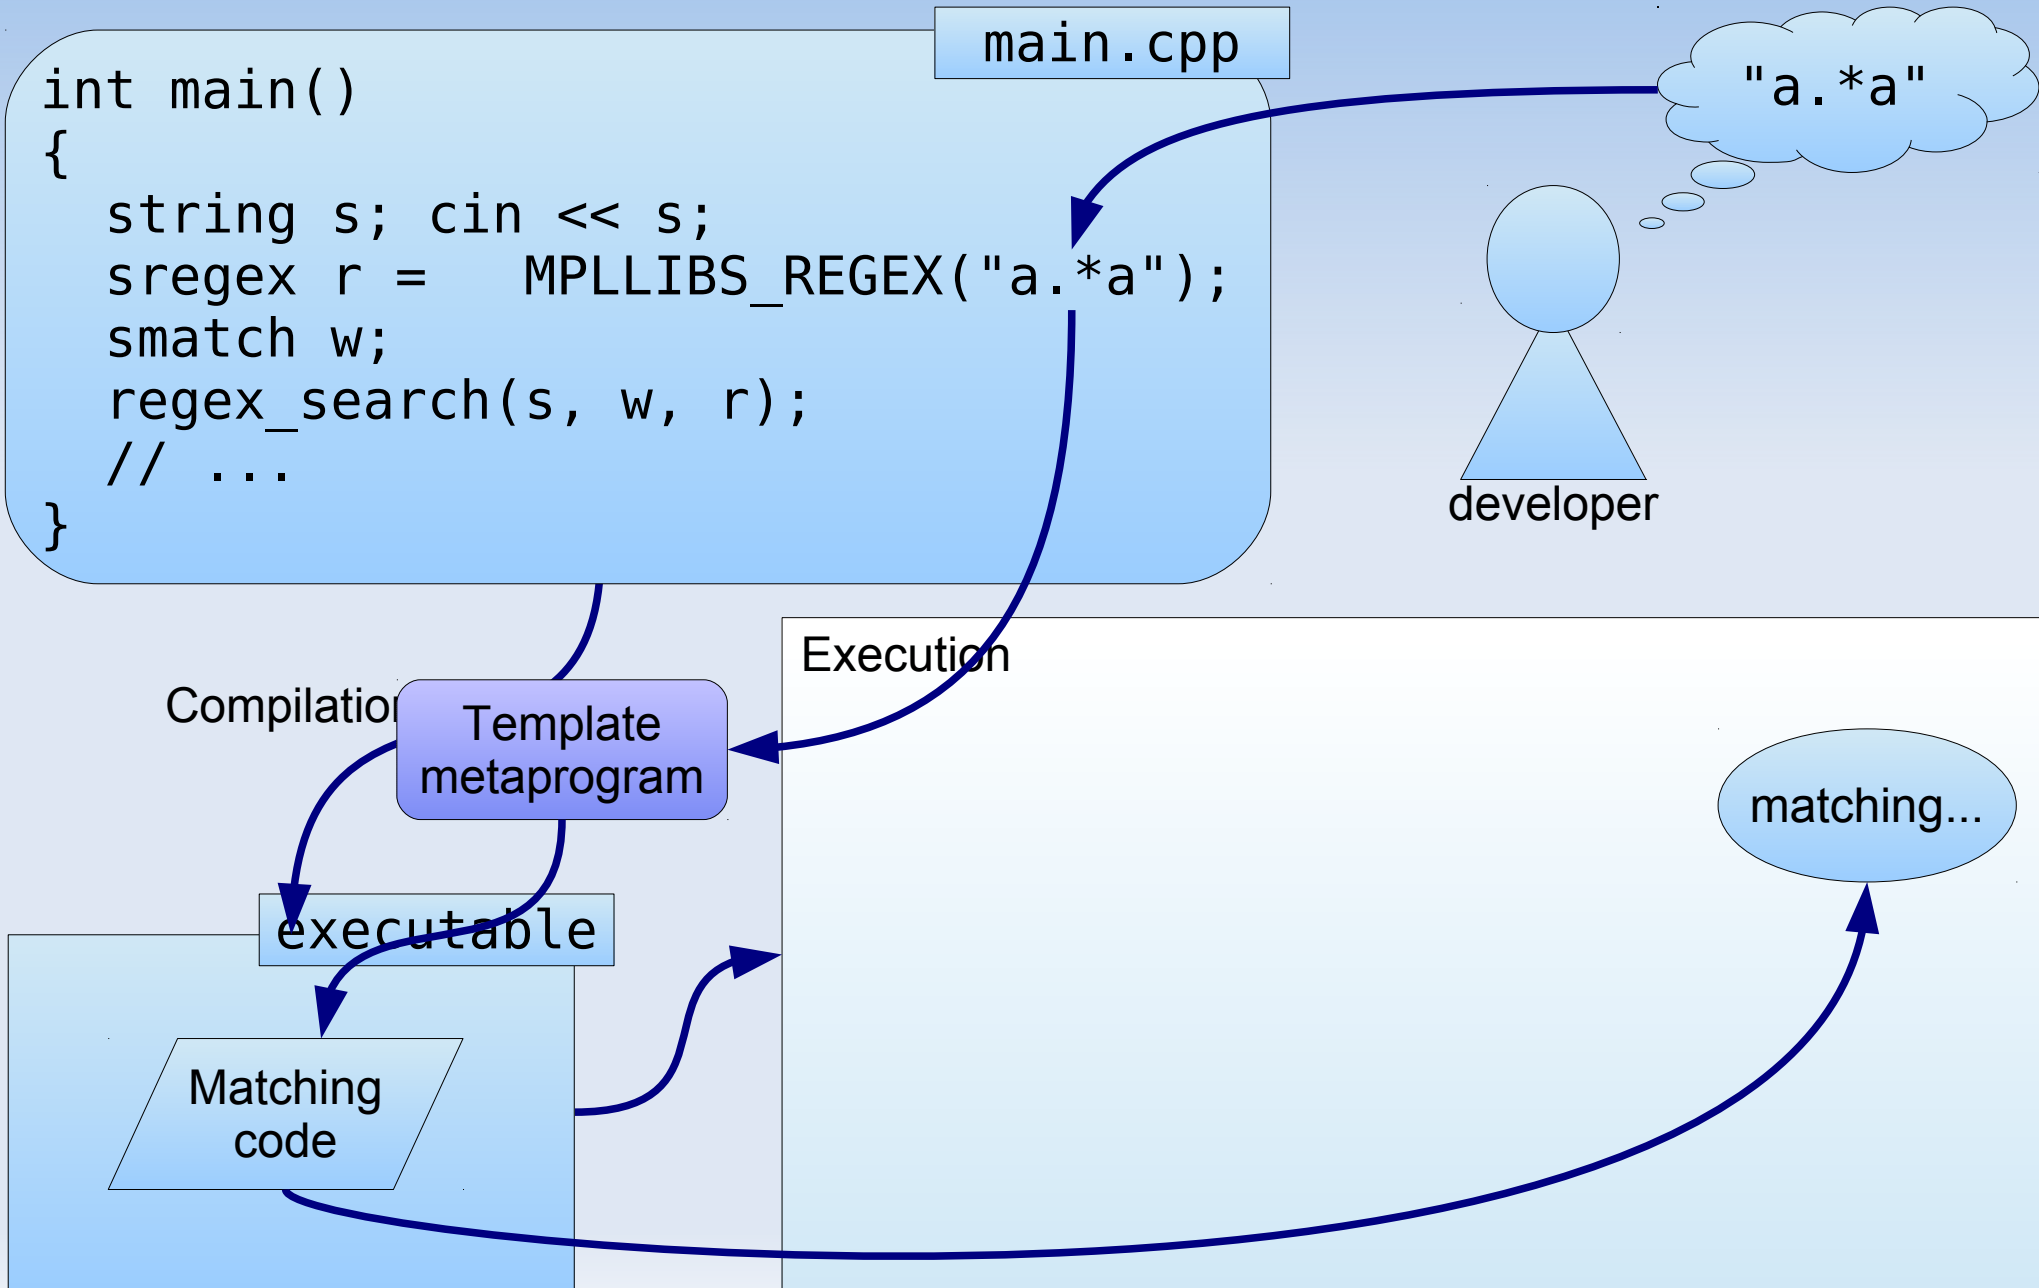 main.cpp
int main()
{
  string s; cin << s;
  sregex r =   MPLLIBS_REGEX("a.*a");
  smatch w;
  regex_search(s, w, r);
  // ...
}
"a.*a"
developer
Execution
Compilation
Template
metaprogram
matching...
executable
Matching
code